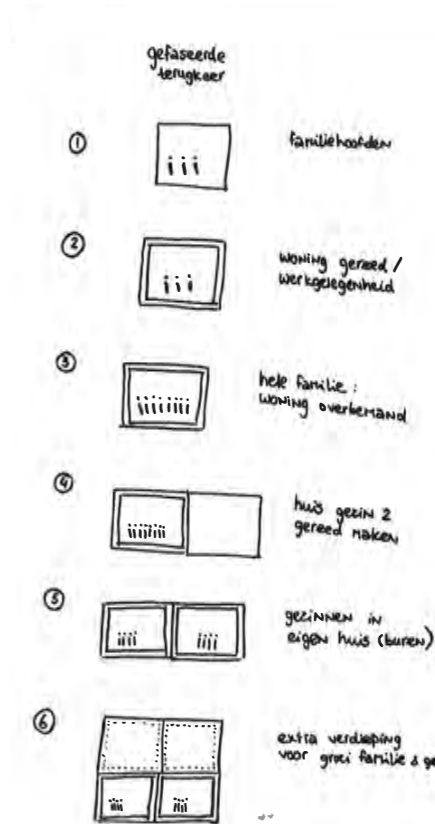 gefaseerde
terugkeer
1
familiehoofden
2
woning gereed /
werkgelegenheid
3
hele familie :
woning overbemand
4
huis gezin 2
gereed maken
5
gezinnen in
eigen huis (buren)
6
extra verdieping
voor groei familie & ge